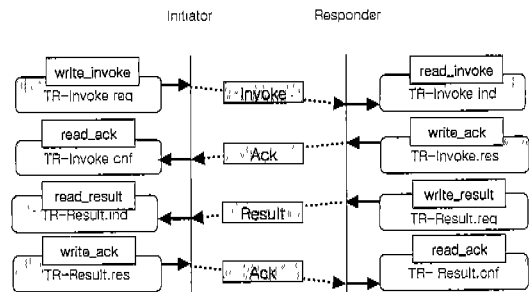 Initiator Responder
write_invoke read_invoke
TR-Invoke req Invoke TR-Invoke ind
read_ack write_ack
TR-Invoke cnf Ack TR-Invoke.res
read_result write_result
TR-Result.ind Result TR-Result.req
write_ack read_ack
TR-Result.res Ack TR- Result.cnf